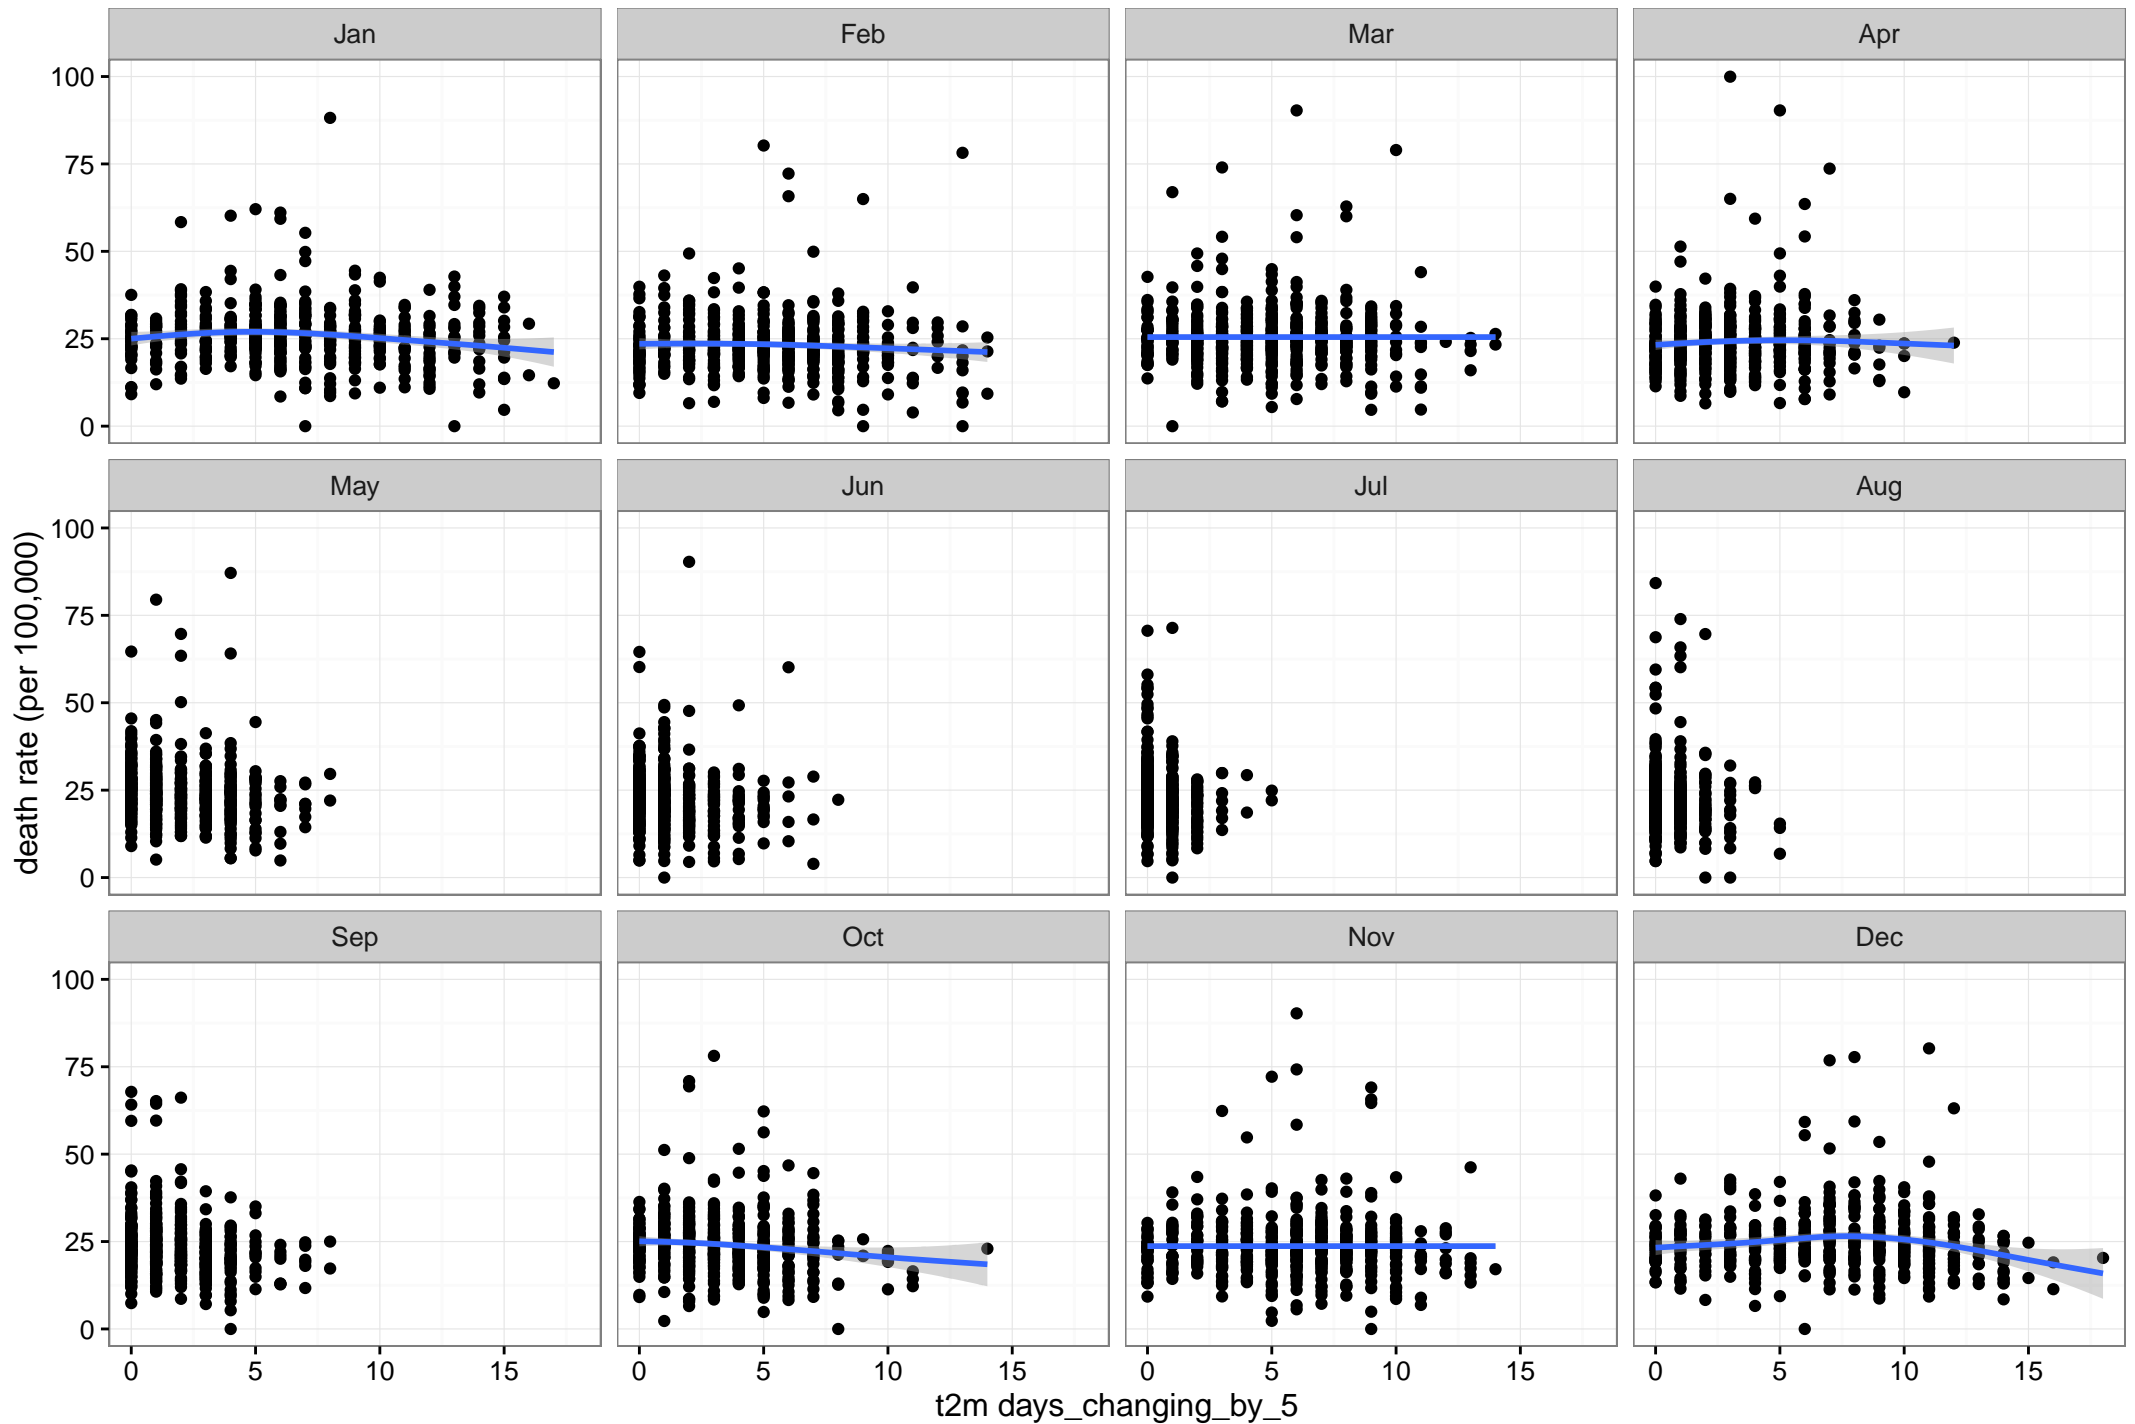 Jan Feb Mar Apr
100
75
50
25
0
May Jun Jul Aug
100
75
50
25
0
Sep Oct Nov Dec
100
75
50
25
0
0 5 10 15 0 5 10 15 0 5 10 15 0 5 10 15
death rate (per 100,000)
t2m days_changing_by_5